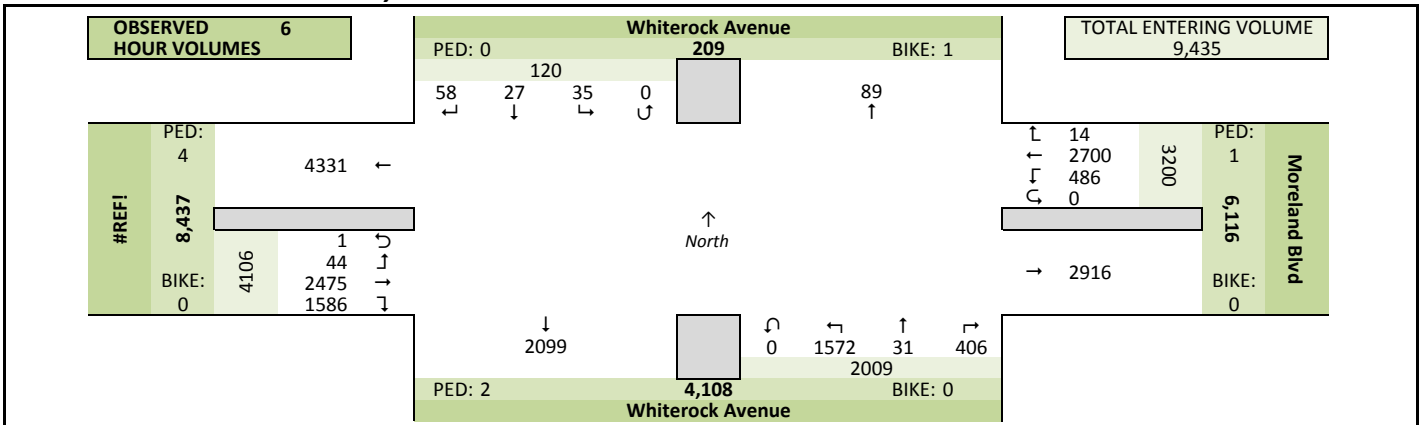 OBSERVED 6
HOUR VOLUMES
Whiterock Avenue
TOTAL ENTERING VOLUME
9,435
PED: 0 209 BIKE: 1
120
58 27 35 0
↵ ↓ ↳ ↺
89
↑
#REF!
PED:
4
8,437
BIKE:
0
4331 ←
4106
1 ⮌
44 ↰
2475 →
1586 ↴
↑
North
↑ 14
← 2700
↓ 486
↺ 0
3200
→ 2916
PED:
1
6,116
BIKE:
0
Moreland Blvd
↓
2099
↺ ↰ ↑ ↱
0 1572 31 406
2009
PED: 2 4,108 BIKE: 0
Whiterock Avenue